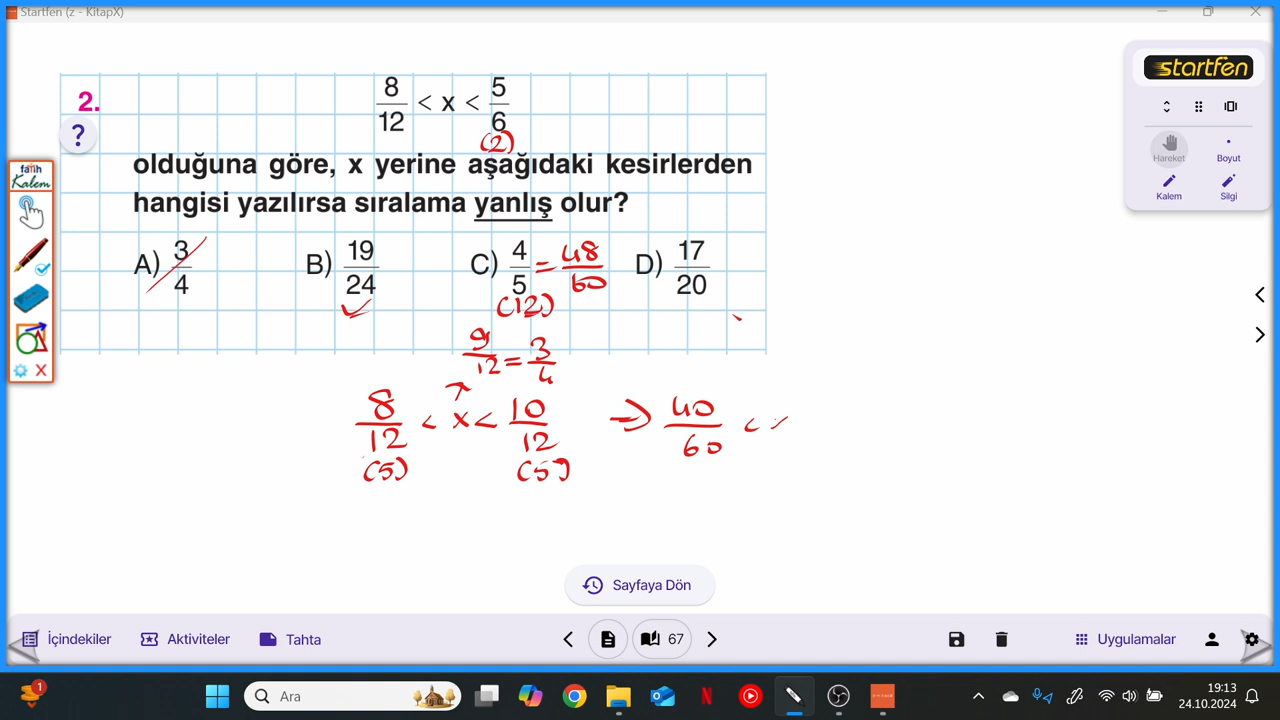 Startfen (z - KitapX)
startfen
2.
8/12 < x < 5/6
(2)
?
olduğuna göre, x yerine aşağıdaki kesirlerden
hangisi yazılırsa sıralama yanlış olur?
A) 3/4 B) 19/24 C) 4/5 = 48/60 D) 17/20
(12)
9/12 = 3/4
8/12 < x < 10/12 ⇒ 40/60 <
(5) (5)
fatih
Kalem
Hareket
Boyut
Kalem
Silgi
Sayfaya Dön
İçindekiler
Aktiviteler
Tahta
67
Uygulamalar
1
Ara
19:13
24.10.2024